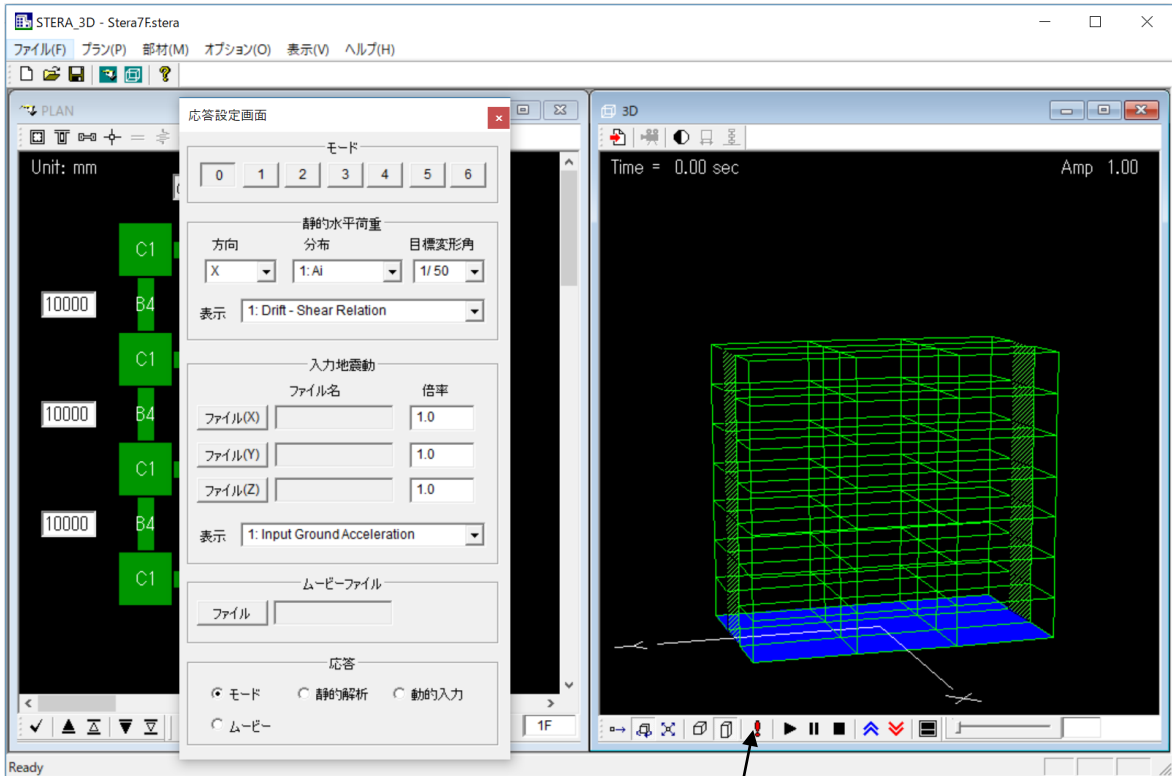 STERA_3D - Stera7F.stera
ファイル(F) プラン(P) 部材(M) オプション(O) 表示(V) ヘルプ(H)
PLAN
Unit: mm
C1
10000
B4
C1
10000
B4
C1
10000
B4
C1
1F
応答設定画面
モード
0 1 2 3 4 5 6
静的水平荷重
方向 分布 目標変形角
X 1: Ai 1/ 50
表示 1: Drift - Shear Relation
入力地震動
ファイル名 倍率
ファイル(X) 1.0
ファイル(Y) 1.0
ファイル(Z) 1.0
表示 1: Input Ground Acceleration
ムービーファイル
ファイル
応答
モード 静的解析 動的入力
ムービー
3D
Time = 0.00 sec Amp 1.00
Ready